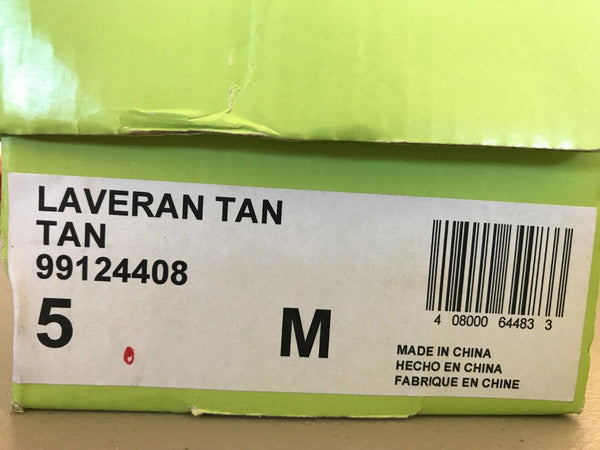 LAVERAN TAN
TAN
99124408
5 M
4 08000 64483 3
MADE IN CHINA
HECHO EN CHINA
FABRIQUE EN CHINE